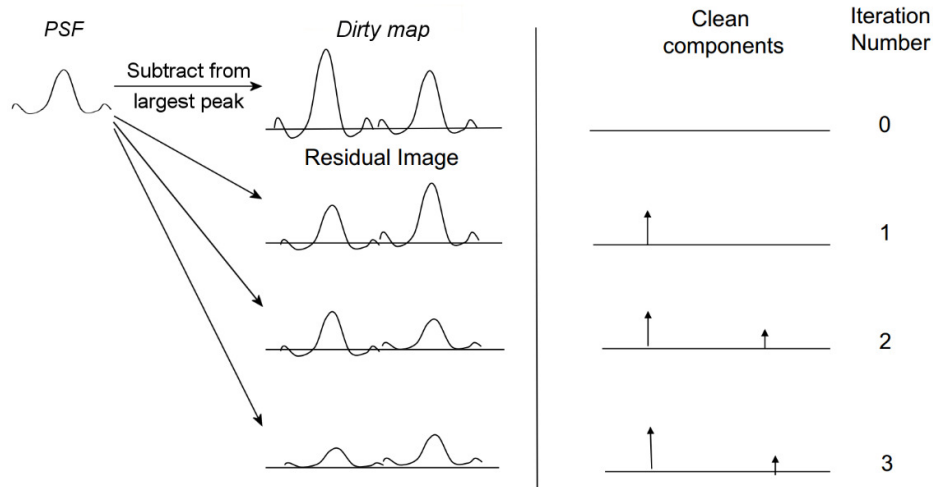 PSF
Dirty map
Clean
components
Iteration
Number
Subtract from
largest peak
0
Residual Image
1
2
3